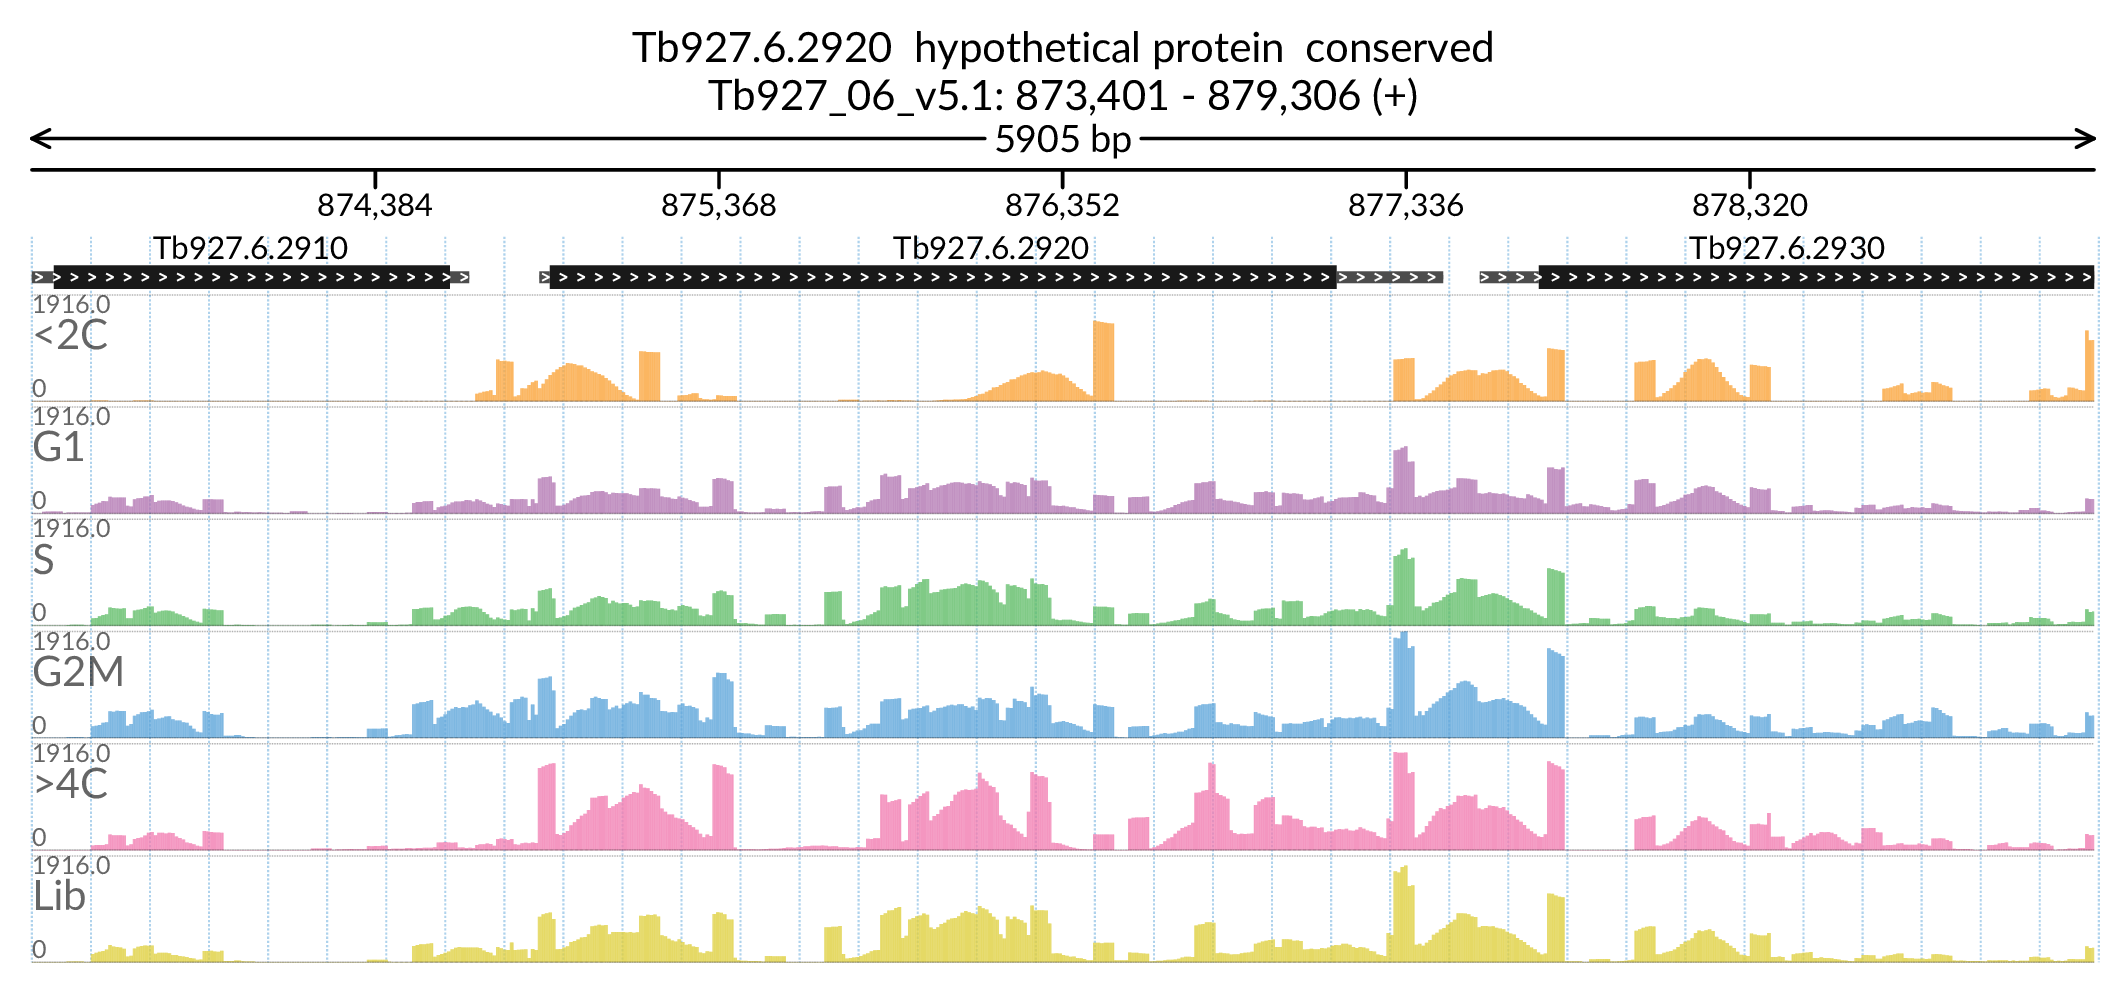 Tb927.6.2920  hypothetical protein  conserved
Tb927_06_v5.1: 873,401 - 879,306 (+)
5905 bp
874,384 875,368 876,352 877,336 878,320
Tb927.6.2910 Tb927.6.2920 Tb927.6.2930
1916.0
<2C
0
1916.0
G1
0
1916.0
S
0
1916.0
G2M
0
1916.0
>4C
0
1916.0
Lib
0